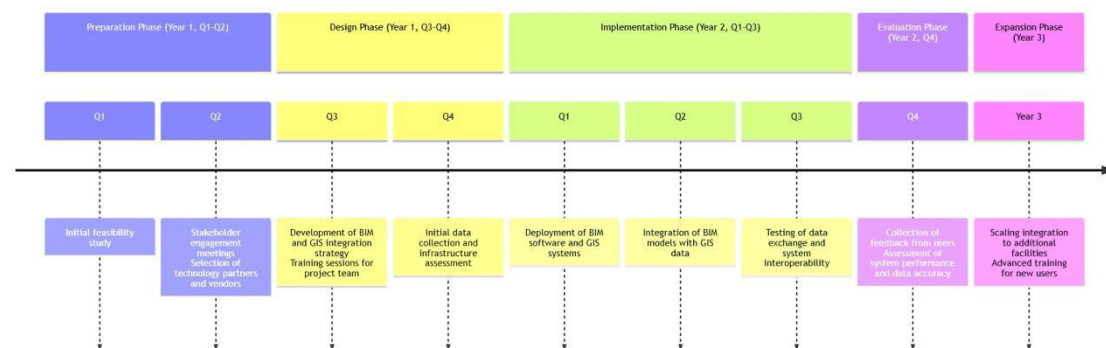 Preparation Phase (Year 1, Q1-Q2)
Design Phase (Year 1, Q3-Q4)
Implementation Phase (Year 2, Q1-Q3)
Evaluation Phase
(Year 2, Q4)
Expansion Phase
(Year 3)
Q1
Q2
Q3
Q4
Q1
Q2
Q3
Q4
Year 3
Initial feasibility
study
Stakeholder
engagement
meetings
Selection of
technology partners
and vendors
Development of BIM
and GIS integration
strategy
Training sessions for
project team
Initial data
collection and
infrastructure
assessment
Deployment of BIM
software and GIS
systems
Integration of BIM
models with GIS
data
Testing of data
exchange and
system
interoperability
Collection of
feedback from users
Assessment of
system performance
and data accuracy
Scaling integration
to additional
facilities
Advanced training
for new users